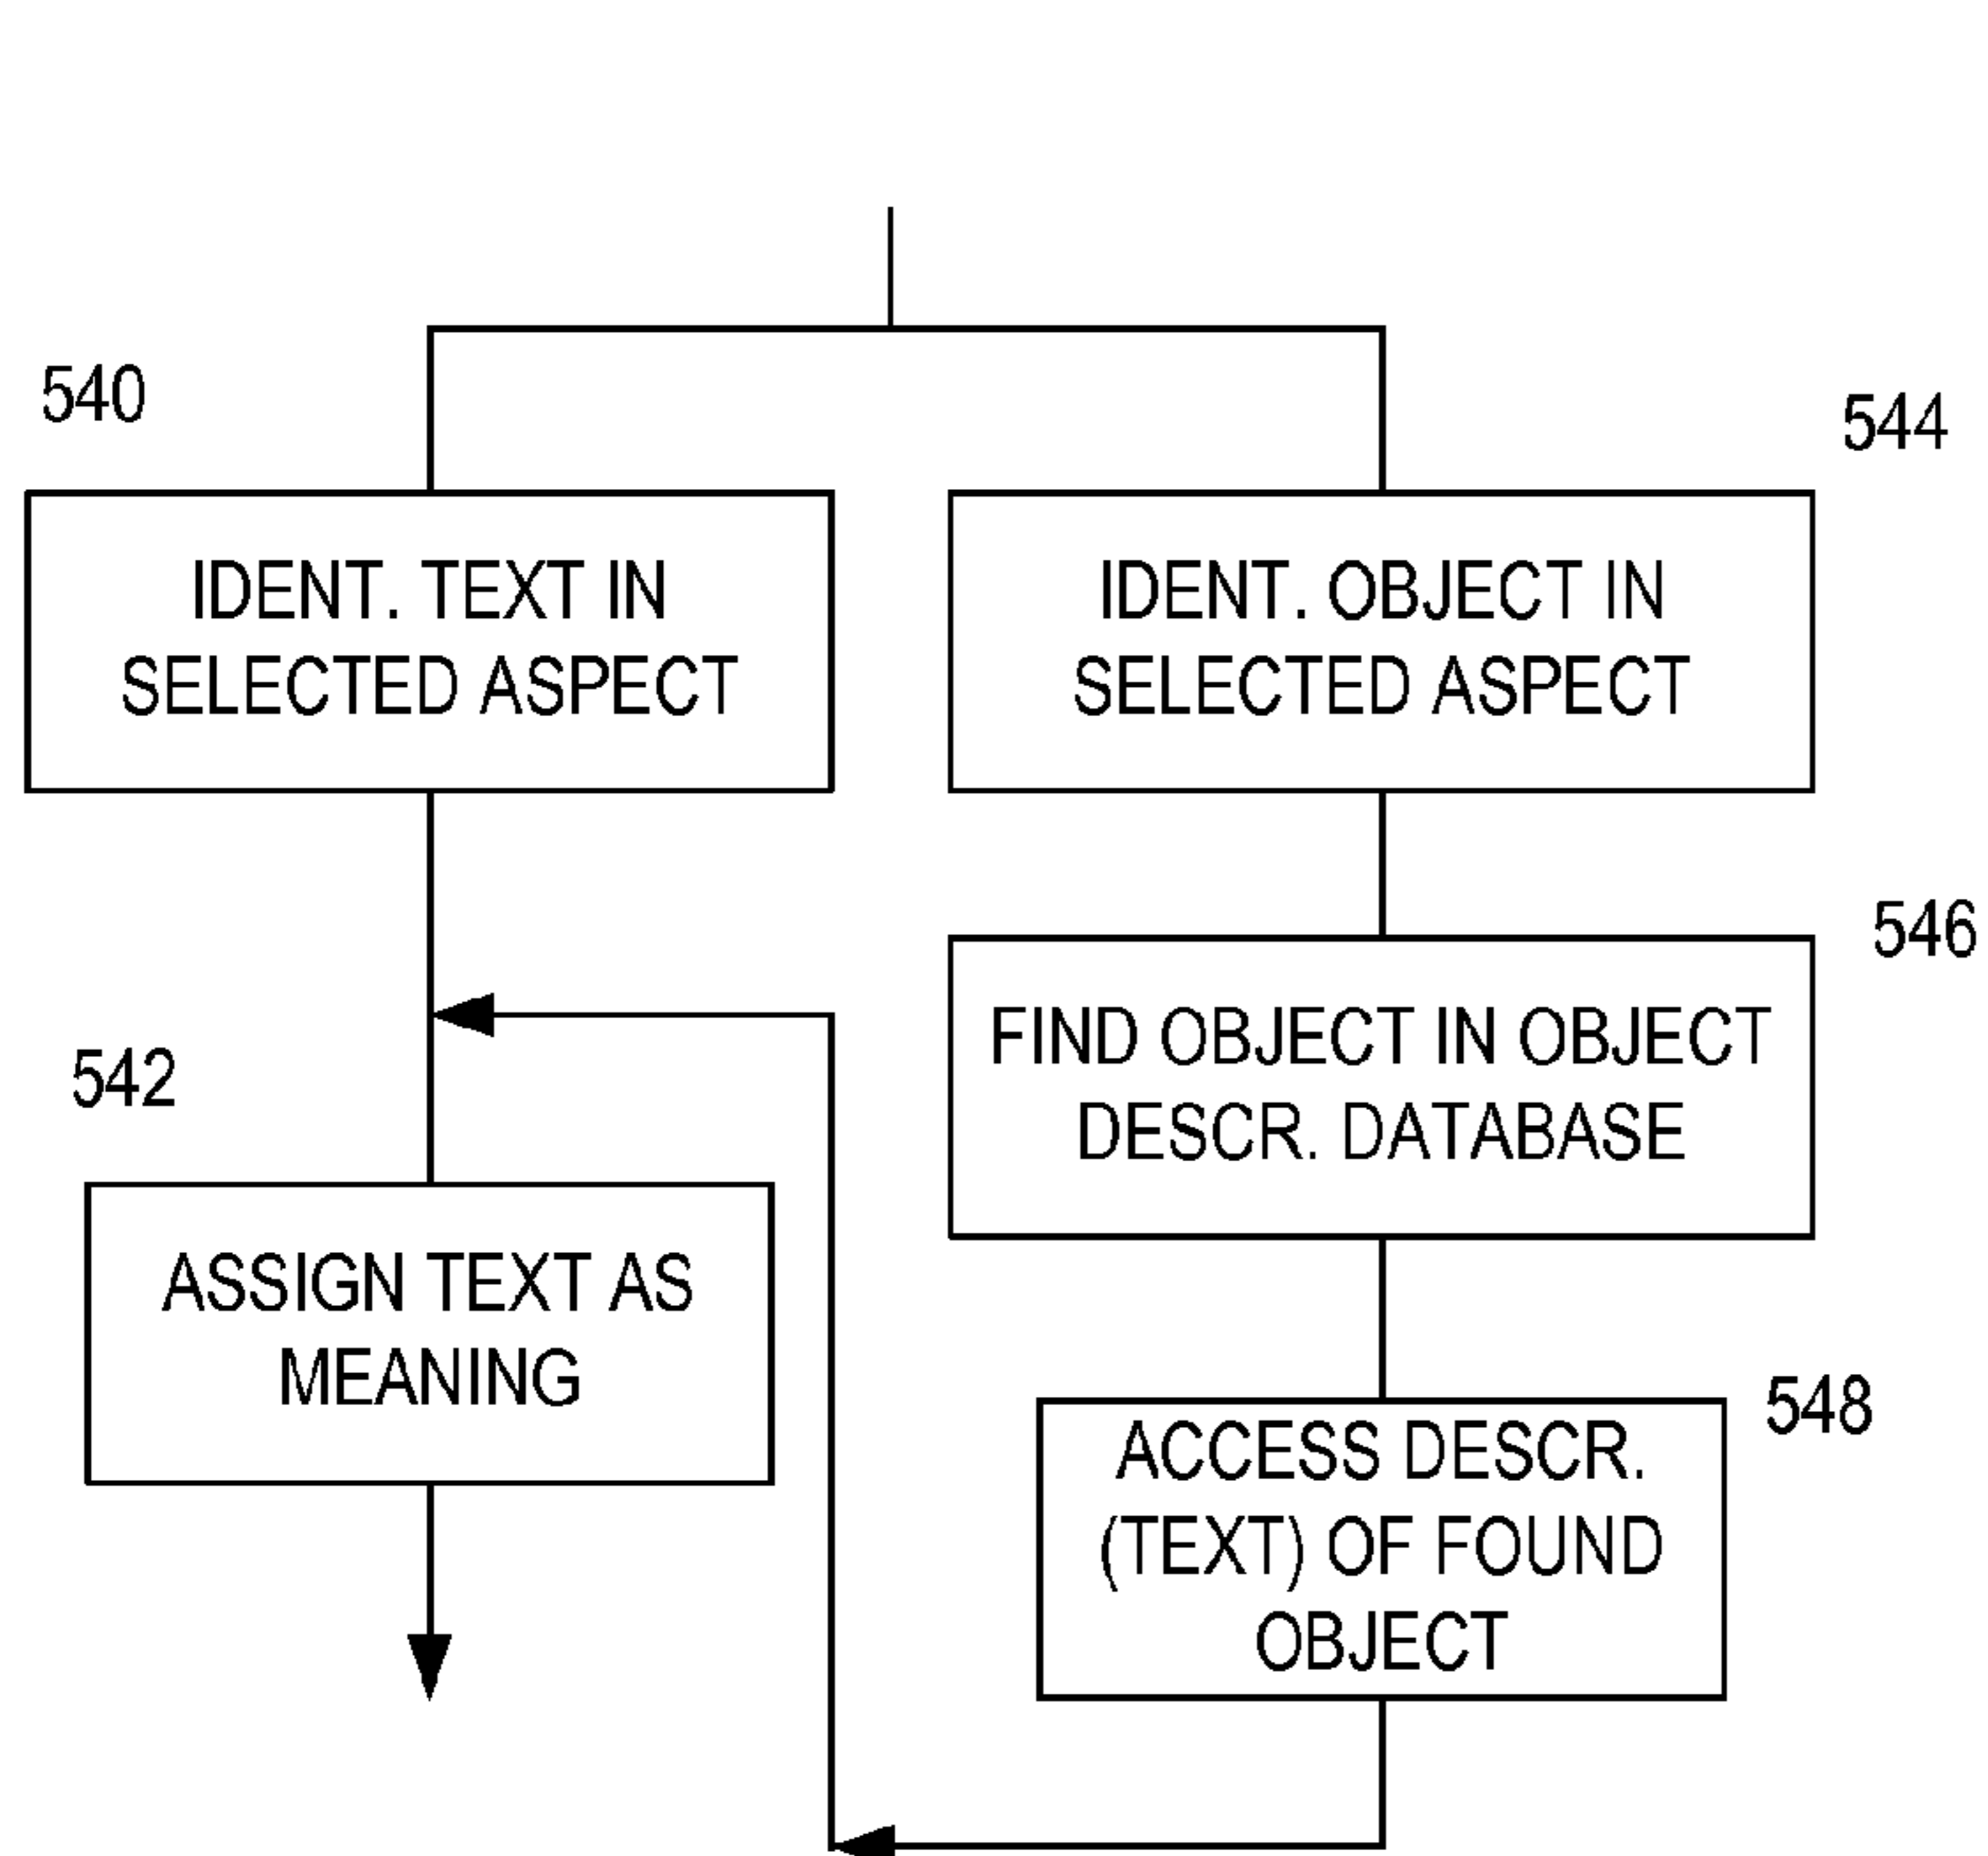 540
IDENT. TEXT IN
SELECTED ASPECT
542
ASSIGN TEXT AS
MEANING
544
IDENT. OBJECT IN
SELECTED ASPECT
546
FIND OBJECT IN OBJECT
DESCR. DATABASE
548
ACCESS DESCR.
(TEXT) OF FOUND
OBJECT